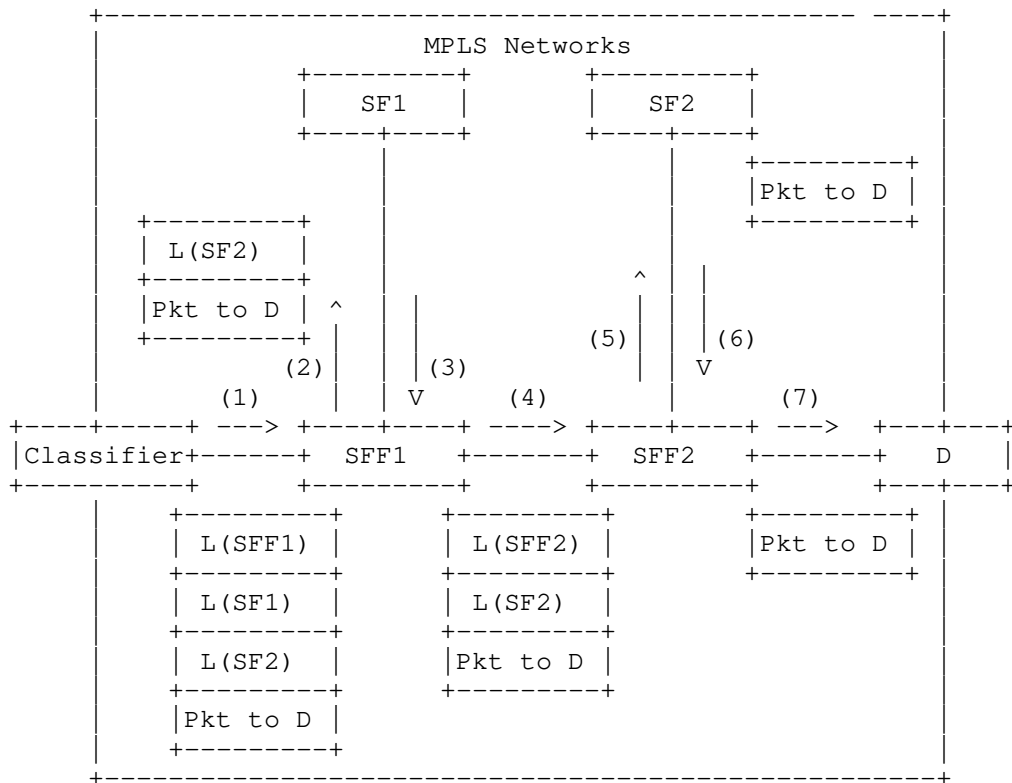 MPLS Networks
SF1 SF2
Pkt to D
L(SF2)
Pkt to D
(5) (6)
(2) (3)
(1) (4) (7)
Classifier SFF1 SFF2 D
L(SFF1) L(SFF2) Pkt to D
L(SF1) L(SF2)
L(SF2) Pkt to D
Pkt to D